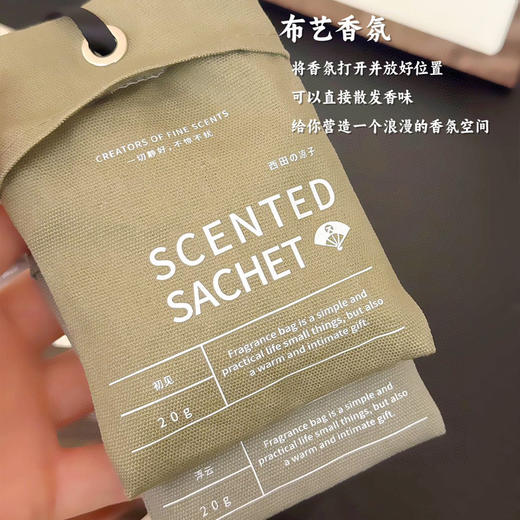 布艺香氛
将香氛打开并放好位置
可以直接散发香味
给你营造一个浪漫的香氛空间
CREATORS OF FINE SCENTS
一切静好,不惊不扰
西田の涼子
SCENTED
SACHET
Fragrance bag is a simple and
practical life small things, but also
a warm and intimate gift.
初见
20g
Fragrance bag is a simple and
practical life small things, but also
a warm and intimate gift.
浮云
20g